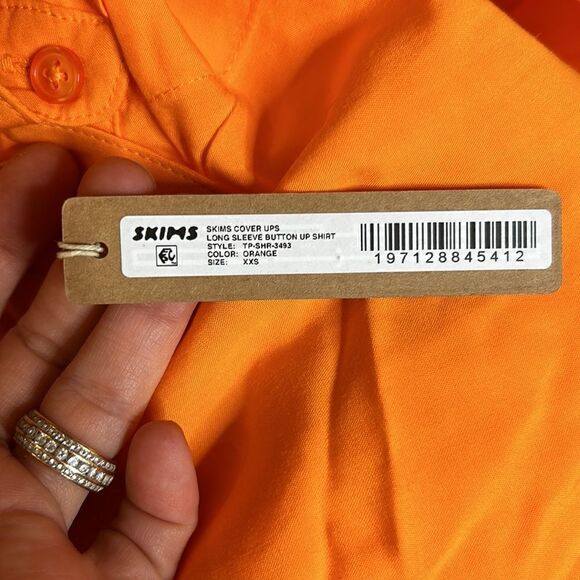 SKIMS
SKIMS COVER UPS
LONG SLEEVE BUTTON UP SHIRT
STYLE: TP-SHR-3493
COLOR: ORANGE
SIZE: XXS
197128845412